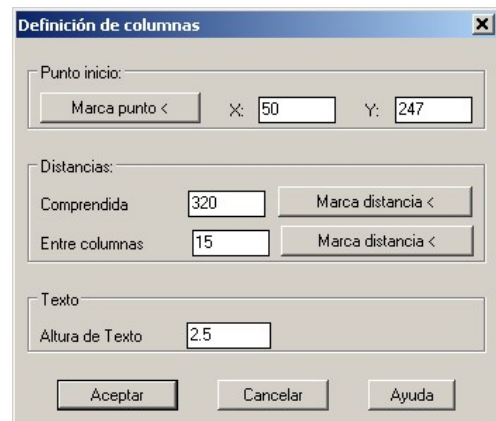 Definición de columnas
Punto inicio:
Marca punto < X: 50 Y: 247
Distancias:
Comprendida 320 Marca distancia <
Entre columnas 15 Marca distancia <
Texto
Altura de Texto 2.5
Aceptar Cancelar Ayuda